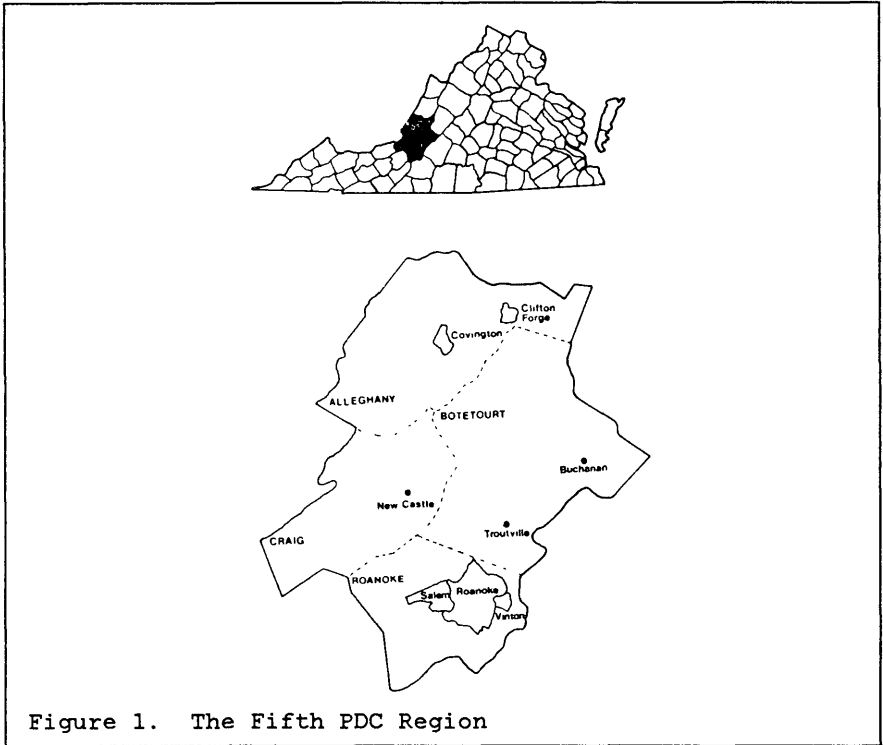 Clifton
Forge
Covington
ALLEGHANY
BOTETOURT
Buchanan
New Castle
Troutville
CRAIG
ROANOKE
Salem
Roanoke
Vinton
Figure 1. The Fifth PDC Region